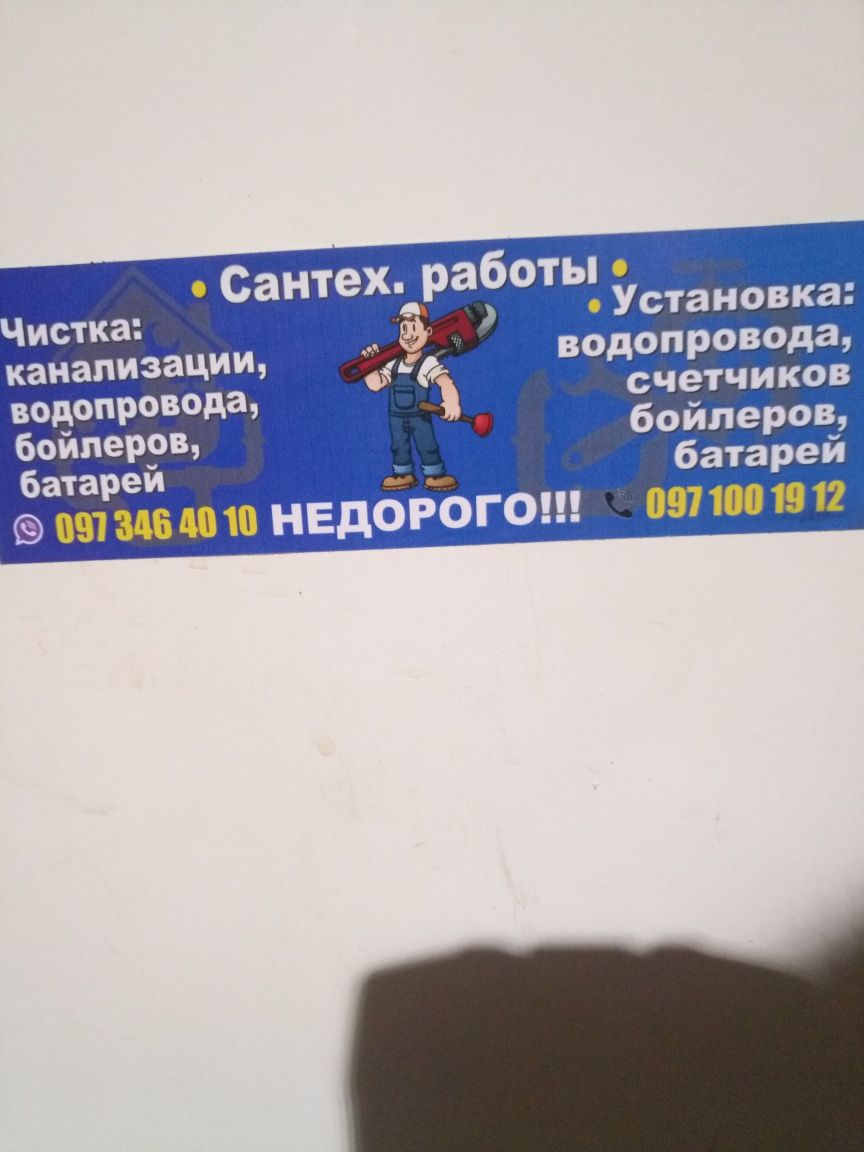 • Сантех. работы •
Чистка:
канализации,
водопровода,
бойлеров,
батарей
097 346 40 10
НЕДОРОГО!!!
• Установка:
водопровода,
счетчиков
бойлеров,
батарей
097 100 19 12